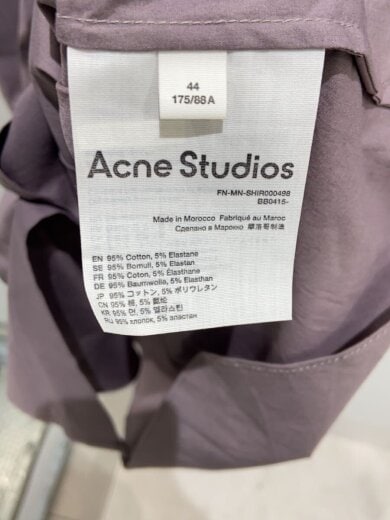 44
175/88A
Acne Studios
FN-MN-SHIR000498
BB0415-
Made in Morocco Fabriqué au Maroc
Сделано в Марокко 摩洛哥制造
EN 95% Cotton, 5% Elastane
SE 95% Bomull, 5% Elastan
FR 95% Coton, 5% Élasthane
DE 95% Baumwolla, 5% Elasthan
JP 95% コットン, 5% ポリウレタン
CN 95% 棉, 5% 氨纶
KR 95% 면, 5% 엘라스틴
RU 95% хлопок, 5% эластан